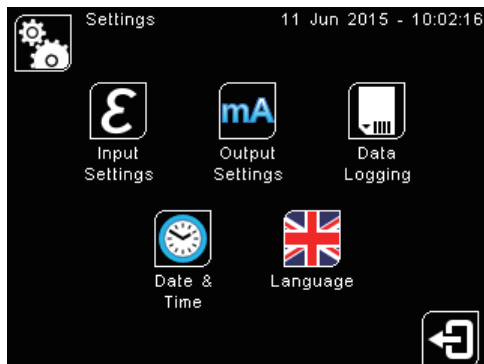 Settings 11 Jun 2015 - 10:02:16
ε mA
Input Output Data
Settings Settings Logging
Date & Language
Time